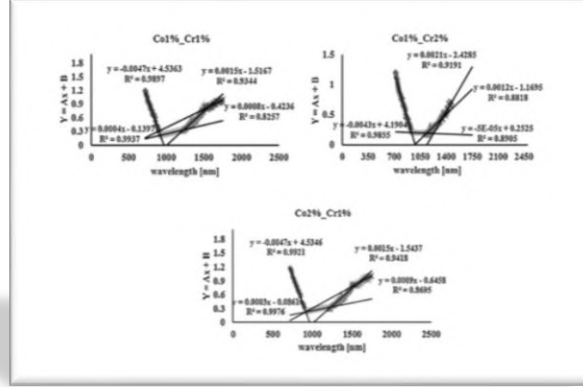 Co1%_Cr1%
y = -0.0047x + 4.5363
R² = 0.9897
y = 0.0015x - 1.5167
R² = 0.9344
y = 0.0008x - 0.4236
R² = 0.8257
y = 0.0004x - 0.1397
R² = 0.9937
Y = Ax + B
1.8
1.5
1.2
0.9
0.6
0.3
0
0 500 1000 1500 2000 2500
wavelength [nm]
Co1%_Cr2%
y = 0.0021x - 2.4285
R² = 0.9191
y = 0.0012x - 1.1695
R² = 0.8818
y = -0.0043x + 4.1904
R² = 0.9855
y = -5E-05x + 0.2525
R² = 0.8905
Y = Ax + B
1.5
1
0.5
0
0 350 700 1050 1400 1750 2100 2450
wavelength [nm]
Co2%_Cr1%
y = -0.0047x + 4.5346
R² = 0.9921
y = 0.0015x - 1.5437
R² = 0.9418
y = 0.0009x - 0.6458
R² = 0.8695
y = 0.0003x - 0.0861
R² = 0.9976
Y = Ax + B
1.8
1.5
1.2
0.9
0.6
0.3
0
0 500 1000 1500 2000 2500
wavelength [nm]